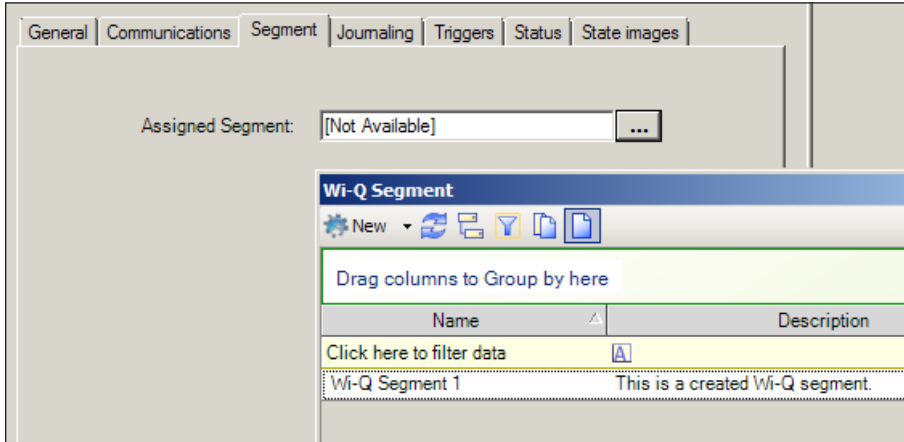 General Communications Segment Journaling Triggers Status State images
Assigned Segment: [Not Available] ...
Wi-Q Segment
New
Drag columns to Group by here
Name Description
Click here to filter data A
Wi-Q Segment 1 This is a created Wi-Q segment.